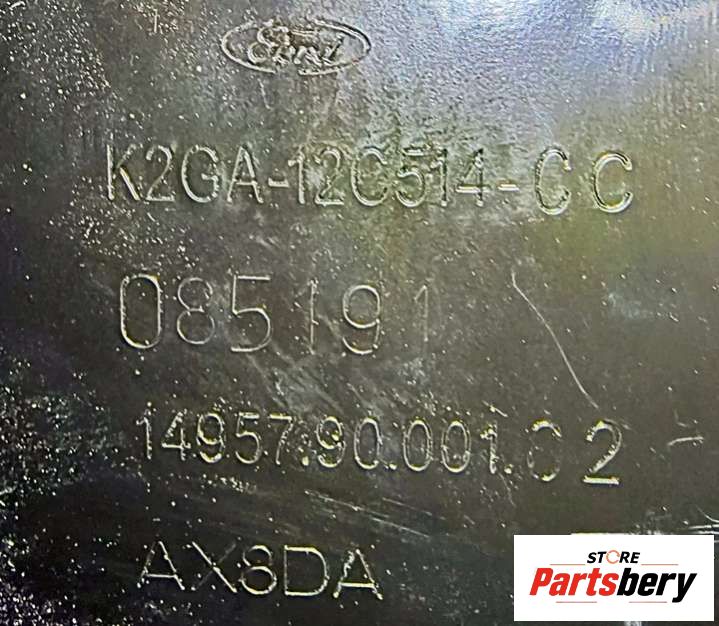 Ford
K2GA-12C514-CC
085191
14957.90.001.02
AX8DA
STORE
Partsbery